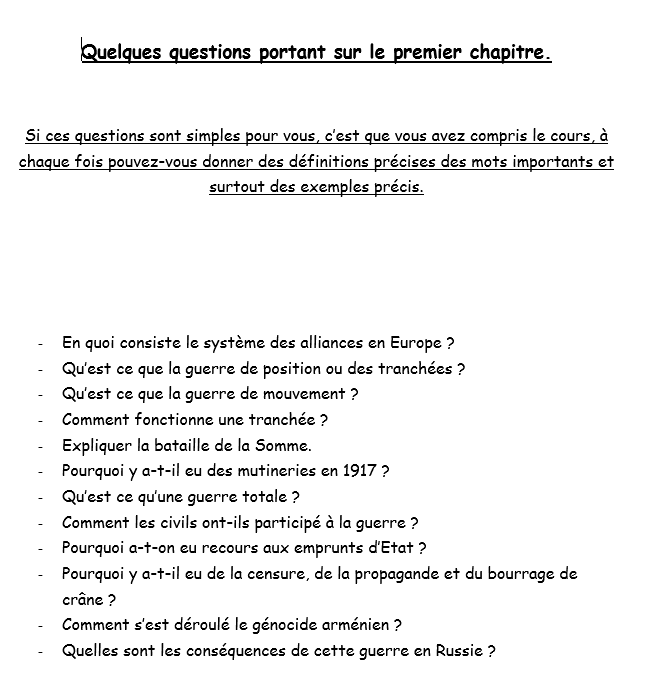 Quelques questions portant sur le premier chapitre.
Si ces questions sont simples pour vous, c'est que vous avez compris le cours, à
chaque fois pouvez-vous donner des définitions précises des mots importants et
surtout des exemples précis.
- En quoi consiste le système des alliances en Europe ?
- Qu'est ce que la guerre de position ou des tranchées ?
- Qu'est ce que la guerre de mouvement ?
- Comment fonctionne une tranchée ?
- Expliquer la bataille de la Somme.
- Pourquoi y a-t-il eu des mutineries en 1917 ?
- Qu'est ce qu'une guerre totale ?
- Comment les civils ont-ils participé à la guerre ?
- Pourquoi a-t-on eu recours aux emprunts d'Etat ?
- Pourquoi y a-t-il eu de la censure, de la propagande et du bourrage de
crâne ?
- Comment s'est déroulé le génocide arménien ?
- Quelles sont les conséquences de cette guerre en Russie ?